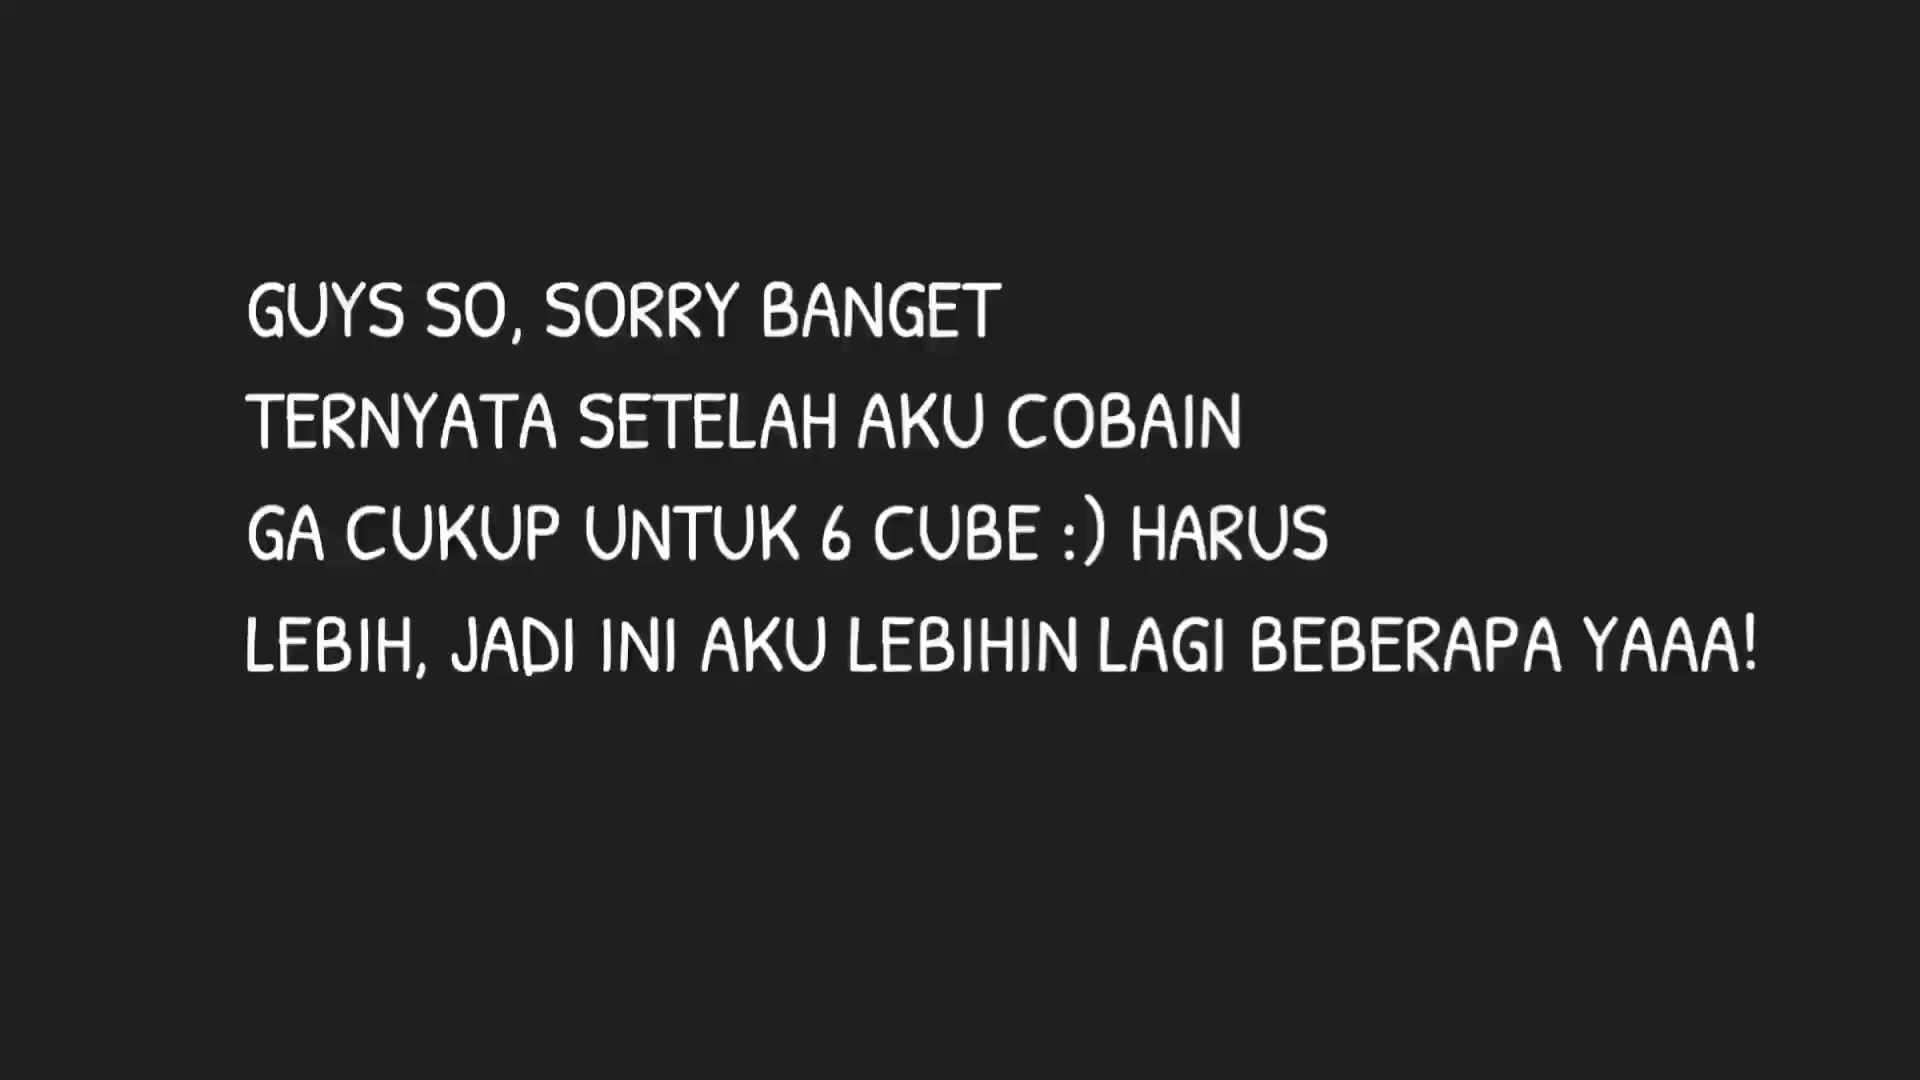 GUYS SO, SORRY BANGET
TERNYATA SETELAH AKU COBAIN
GA CUKUP UNTUK 6 CUBE :) HARUS
LEBIH, JADI INI AKU LEBIHIN LAGI BEBERAPA YAAA!